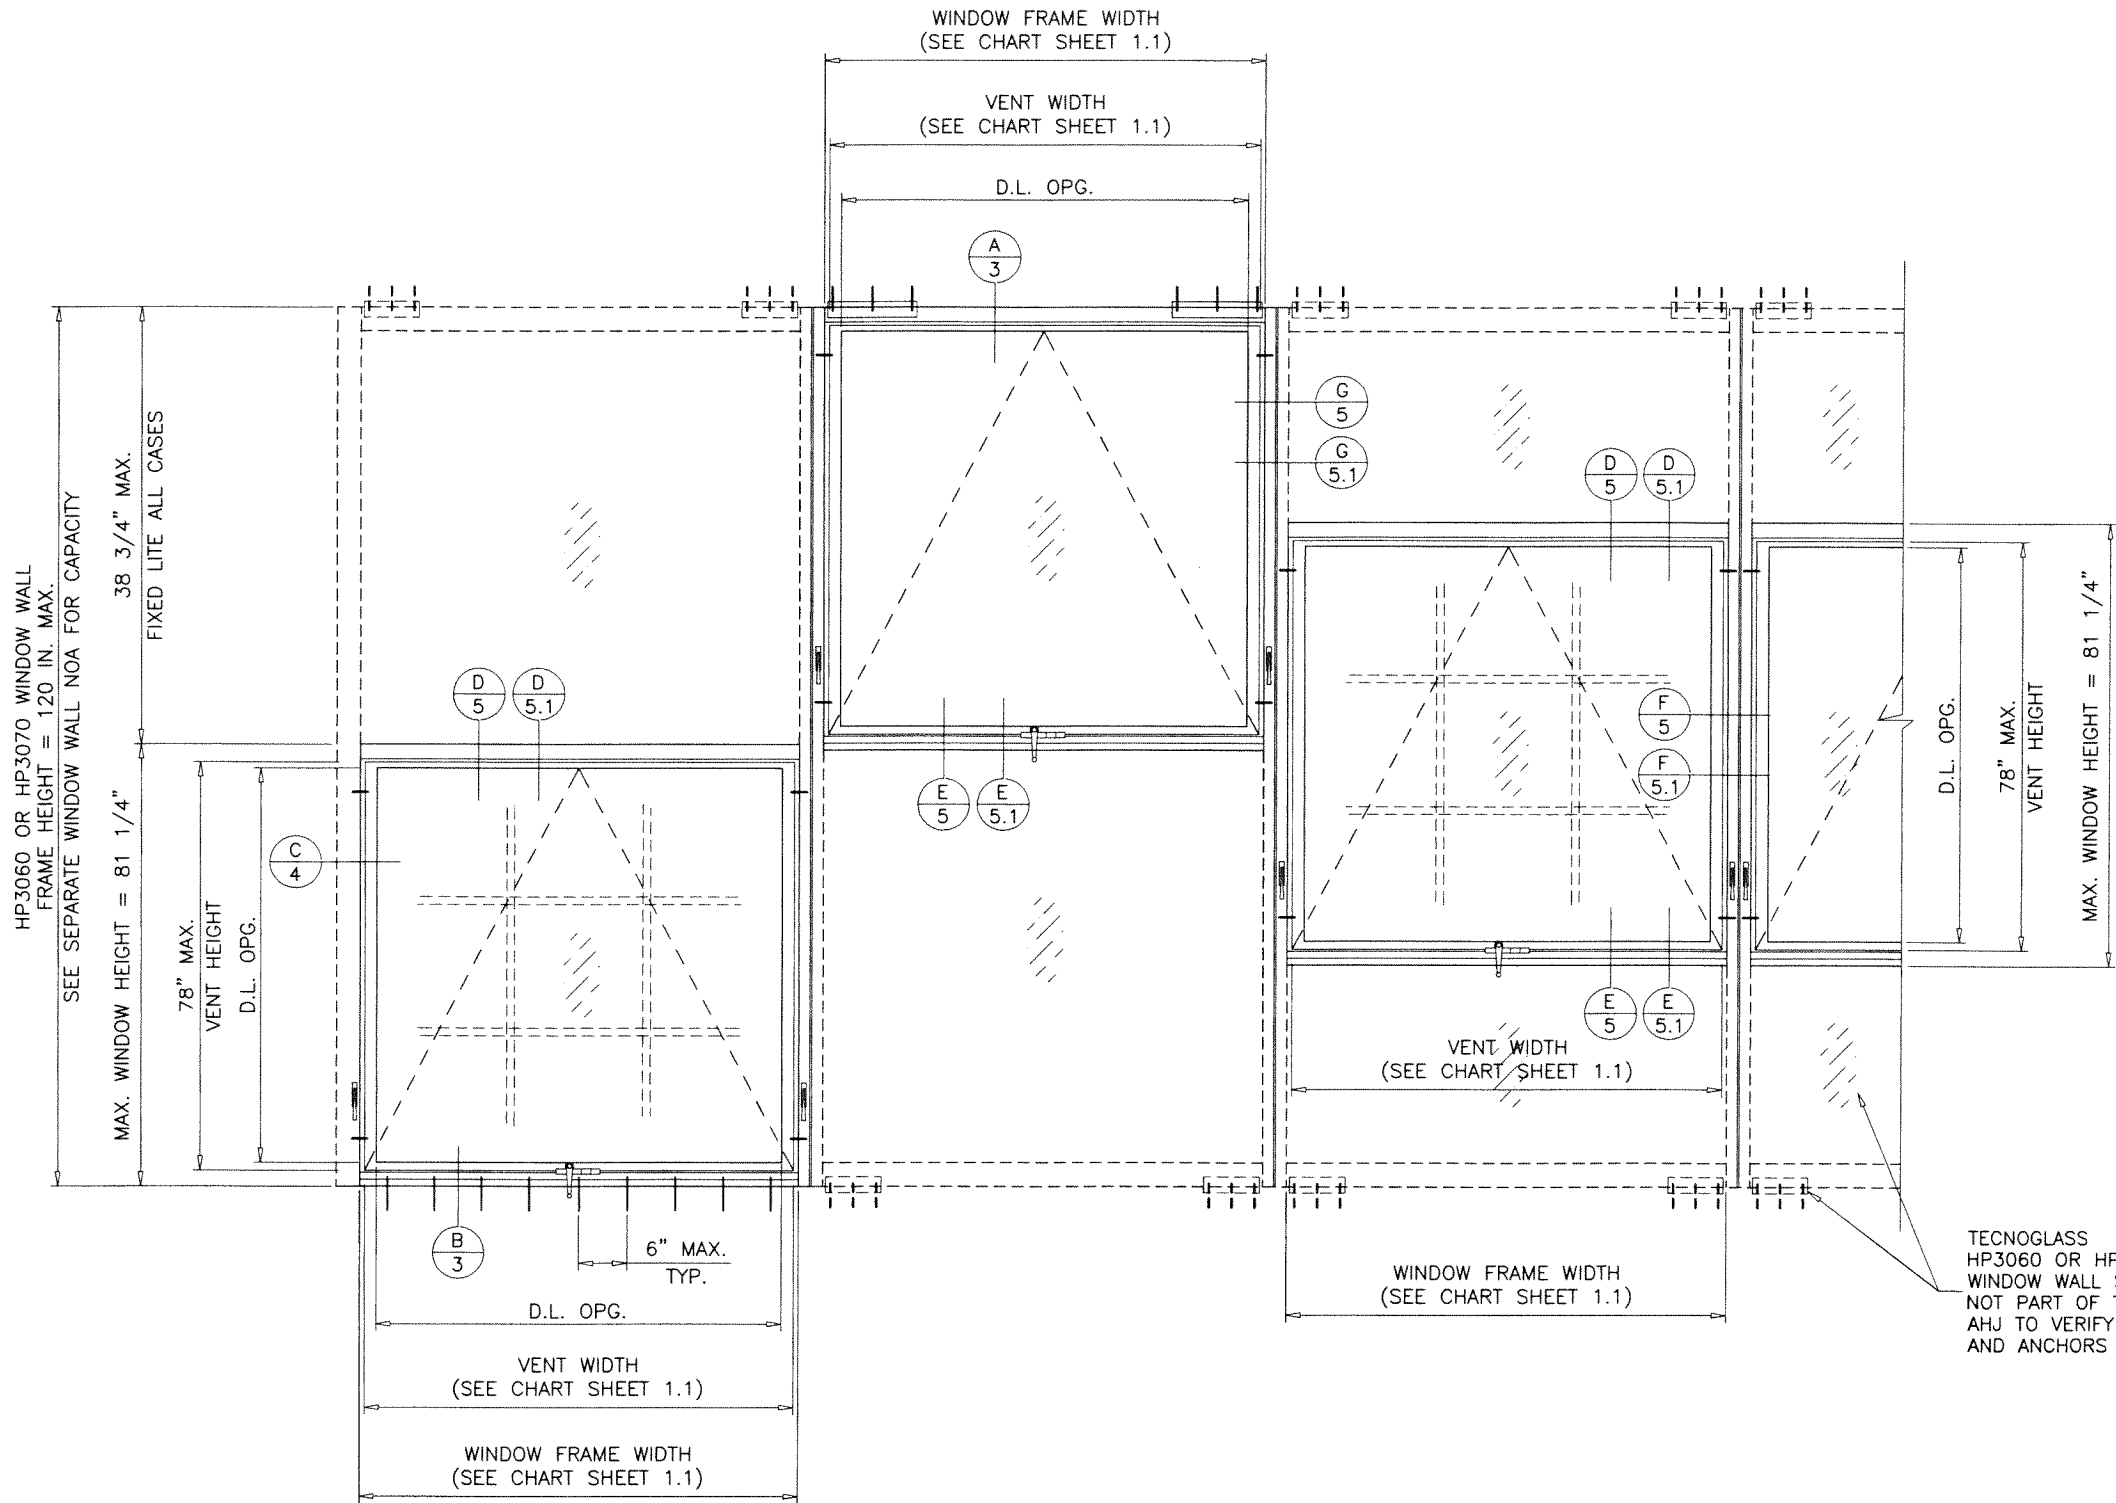 WINDOW FRAME WIDTH
(SEE CHART SHEET 1.1)
VENT WIDTH
(SEE CHART SHEET 1.1)
D.L. OPG.
A
3
HP3060 OR HP3070 WINDOW WALL
FRAME HEIGHT = 120 IN. MAX.
SEE SEPARATE WINDOW WALL NOA FOR CAPACITY
38 3/4" MAX.
FIXED LITE ALL CASES
MAX. WINDOW HEIGHT = 81 1/4"
78" MAX.
VENT HEIGHT
D.L. OPG.
G
5
G
5.1
D
5
D
5.1
D
5
D
5.1
F
5
F
5.1
E
5
E
5.1
C
4
D.L. OPG.
78" MAX.
VENT HEIGHT
MAX. WINDOW HEIGHT = 81 1/4"
E
5
E
5.1
VENT WIDTH
(SEE CHART SHEET 1.1)
B
3
6" MAX.
TYP.
WINDOW FRAME WIDTH
(SEE CHART SHEET 1.1)
D.L. OPG.
VENT WIDTH
(SEE CHART SHEET 1.1)
WINDOW FRAME WIDTH
(SEE CHART SHEET 1.1)
TECNOGLASS
HP3060 OR
WINDOW WALL
NOT PART OF
AHJ TO VERIFY
AND ANCHORS